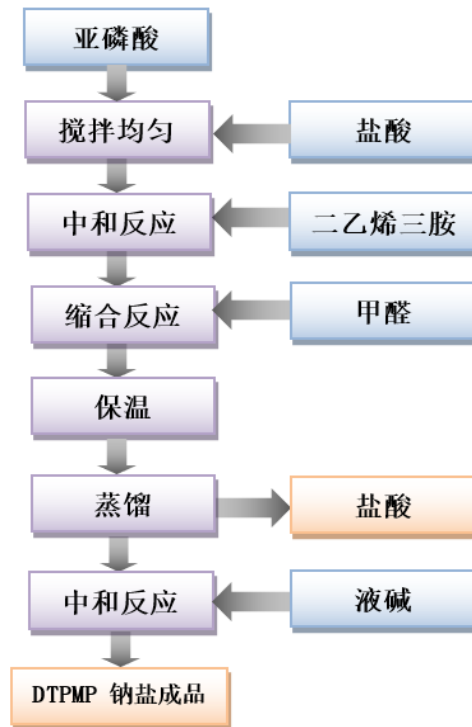 亚磷酸
搅拌均匀
盐酸
中和反应
二乙烯三胺
缩合反应
甲醛
保温
蒸馏
盐酸
中和反应
液碱
DTPMP 钠盐成品